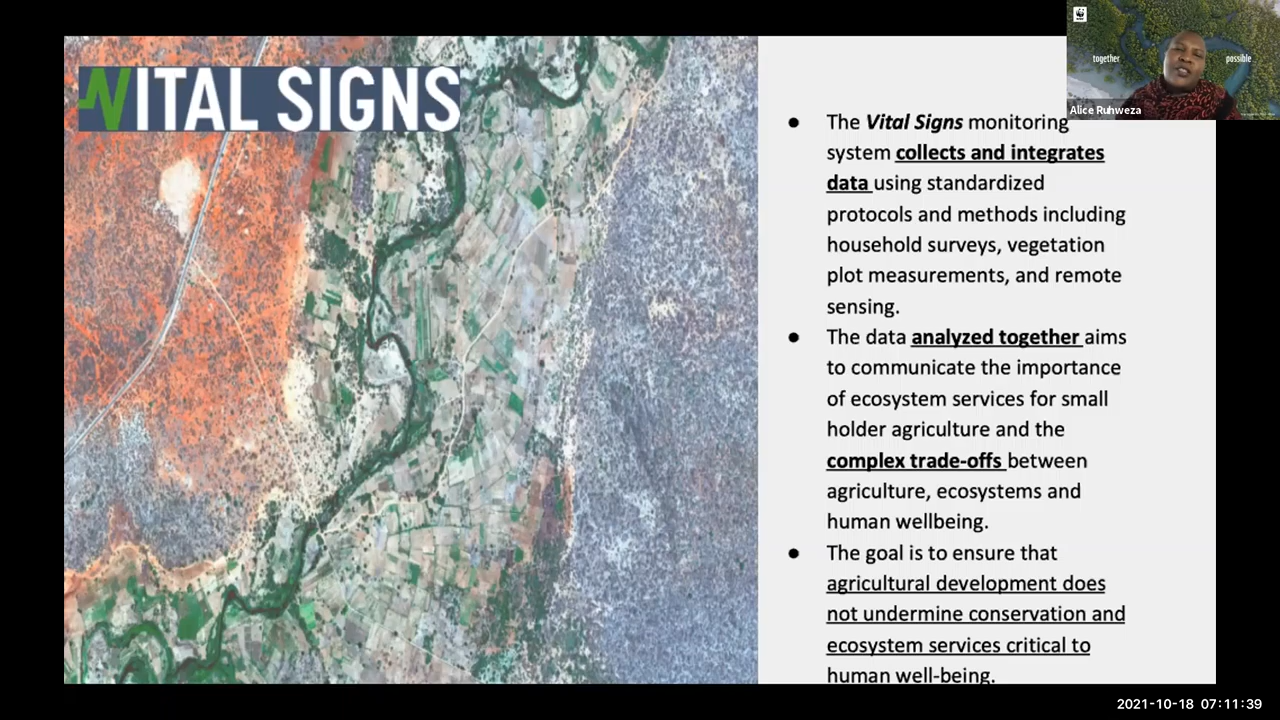 VITAL SIGNS
together
possible
Alice Ruhweza
● The Vital Signs monitoring
system collects and integrates
data using standardized
protocols and methods including
household surveys, vegetation
plot measurements, and remote
sensing.
● The data analyzed together aims
to communicate the importance
of ecosystem services for small
holder agriculture and the
complex trade-offs between
agriculture, ecosystems and
human wellbeing.
● The goal is to ensure that
agricultural development does
not undermine conservation and
ecosystem services critical to
human well-being.
2021-10-18 07:11:39